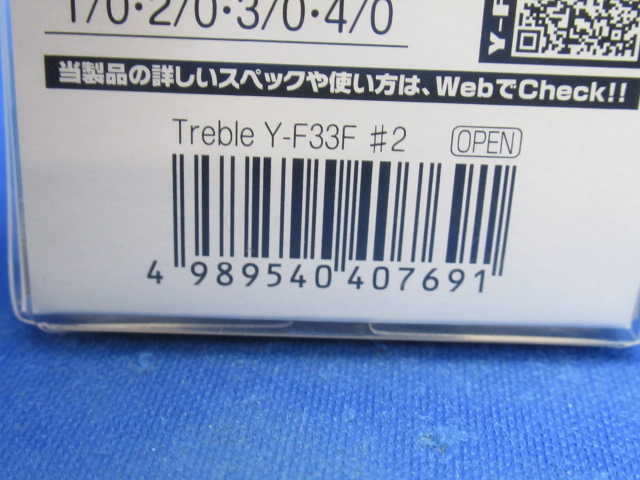 1/0・2/0・3/0・4/0
Y-F
当製品の詳しいスペックや使い方は、WebでCheck!!
Treble Y-F33F #2 OPEN
4 989540 407691